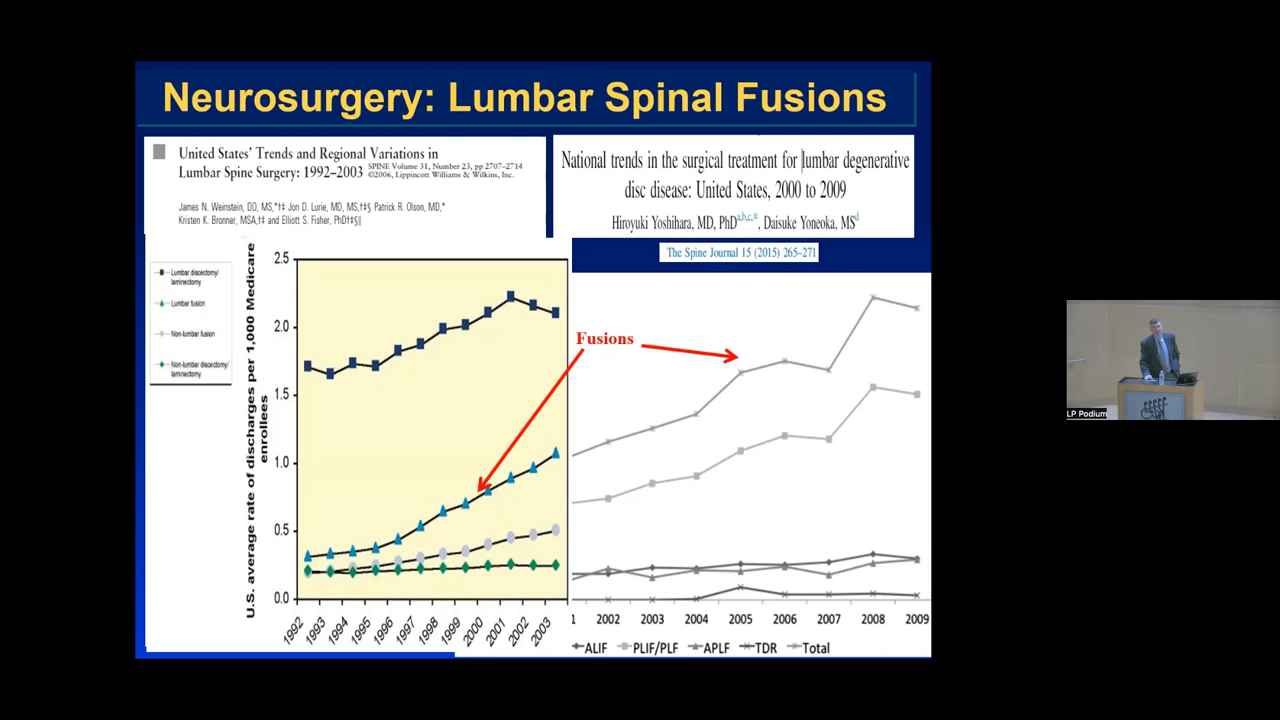 Neurosurgery: Lumbar Spinal Fusions
United States' Trends and Regional Variations in
Lumbar Spine Surgery: 1992–2003
SPINE Volume 31, Number 23, pp 2707–2714
©2006, Lippincott Williams & Wilkins, Inc.
James N. Weinstein, DO, MS,*†‡ Jon D. Lurie, MD, MS,†‡§ Patrick R. Olson, MD,*
Kristen K. Bronner, MSA,†‡ and Elliott S. Fisher, PhD†‡§||
National trends in the surgical treatment for lumbar degenerative
disc disease: United States, 2000 to 2009
Hiroyuki Yoshihara, MD, PhDa,b,c,*, Daisuke Yoneoka, MSd
The Spine Journal 15 (2015) 265–271
Lumbar discectomy/
laminectomy
Lumbar fusion
Non-lumbar fusion
Non-lumbar discectomy/
laminectomy
U.S. average rate of discharges per 1,000 Medicare
enrollees
2.5
2.0
1.5
1.0
0.5
0.0
1992
1993
1994
1995
1996
1997
1998
1999
2000
2001
2002
2003
Fusions
1 2002 2003 2004 2005 2006 2007 2008 2009
ALIF PLIF/PLF APLF TDR Total
LP Podium